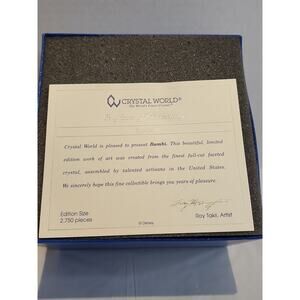 CRYSTAL WORLD®
The World's Finest Crystal™
Crystal World is pleased to present Bambi. This beautiful, limited
edition work of art was created from the finest full-cut faceted
crystal, assembled by talented artisans in the United States.
We sincerely hope this fine collectible brings you years of pleasure.
Edition Size
2,750 pieces
Ray Taki, Artist
© Disney